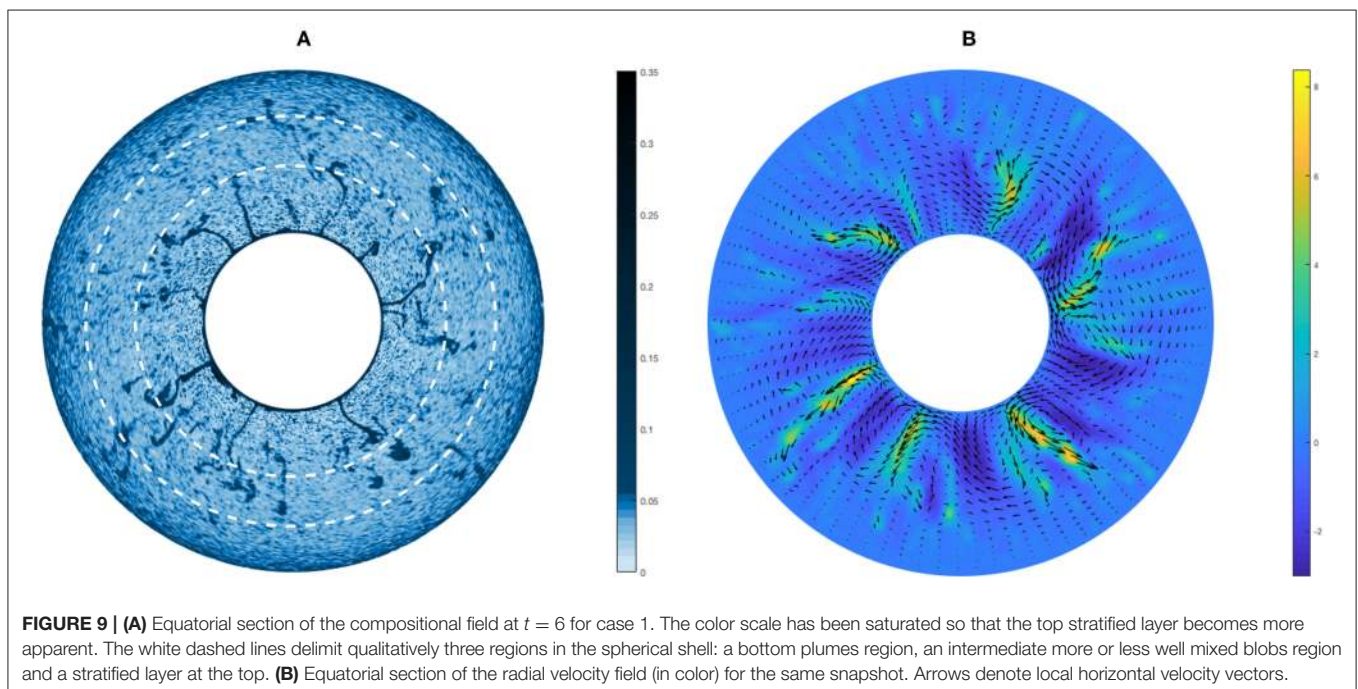 A
B
0.35
0.3
0.25
0.2
0.15
0.1
0.05
0
8
6
4
2
0
-2
FIGURE 9 | (A) Equatorial section of the compositional field at t = 6 for case 1. The color scale has been saturated so that the top stratified layer becomes more
apparent. The white dashed lines delimit qualitatively three regions in the spherical shell: a bottom plumes region, an intermediate more or less well mixed blobs region
and a stratified layer at the top. (B) Equatorial section of the radial velocity field (in color) for the same snapshot. Arrows denote local horizontal velocity vectors.